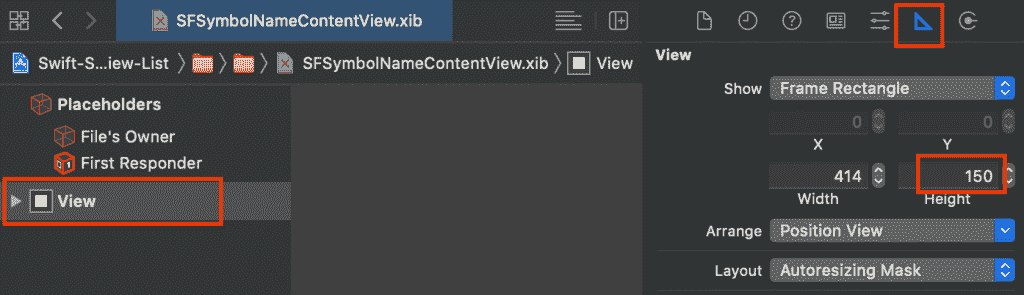 SFSymbolNameContentView.xib
Swift-S...iew-List
SFSymbolNameContentView.xib
View
Placeholders
File's Owner
First Responder
View
View
Show
Frame Rectangle
0
0
X
Y
414
150
Width
Height
Arrange
Position View
Layout
Autoresizing Mask